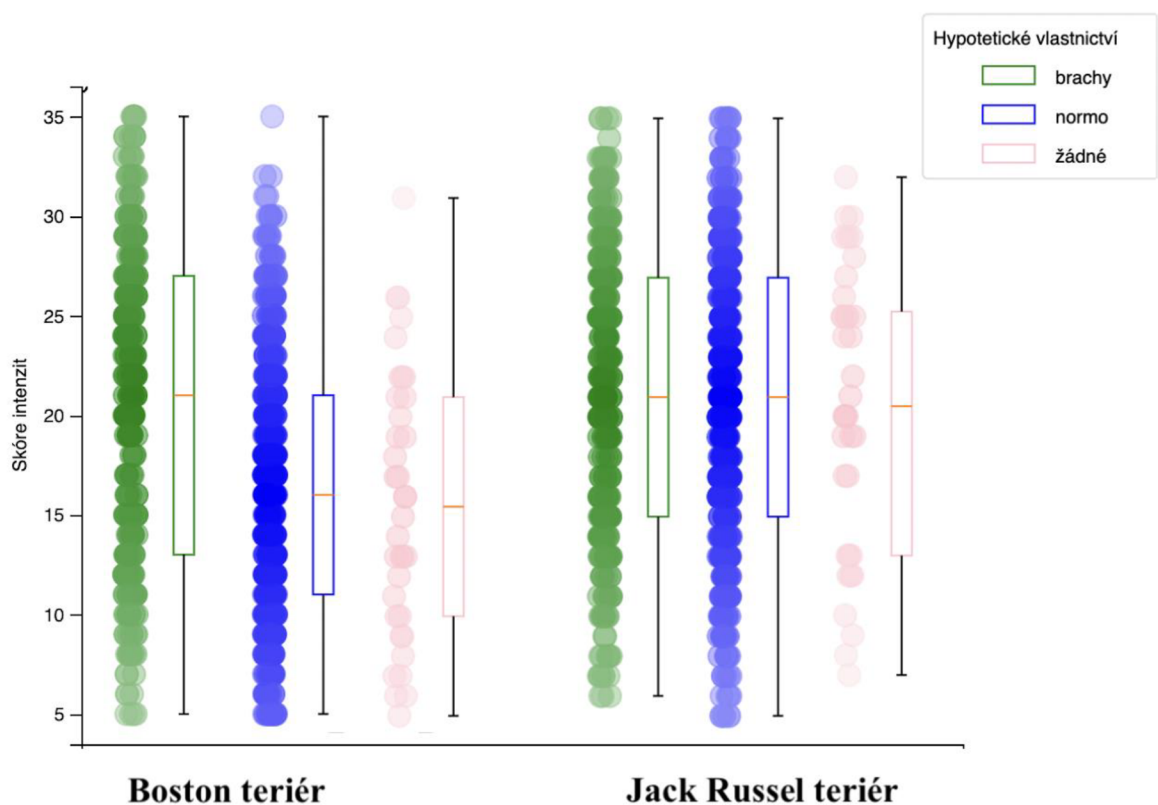 Hypotetické vlastnictví
brachy
normo
žádné
Skóre intenzit
35
30
25
20
15
10
5
Boston teriér
Jack Russel teriér